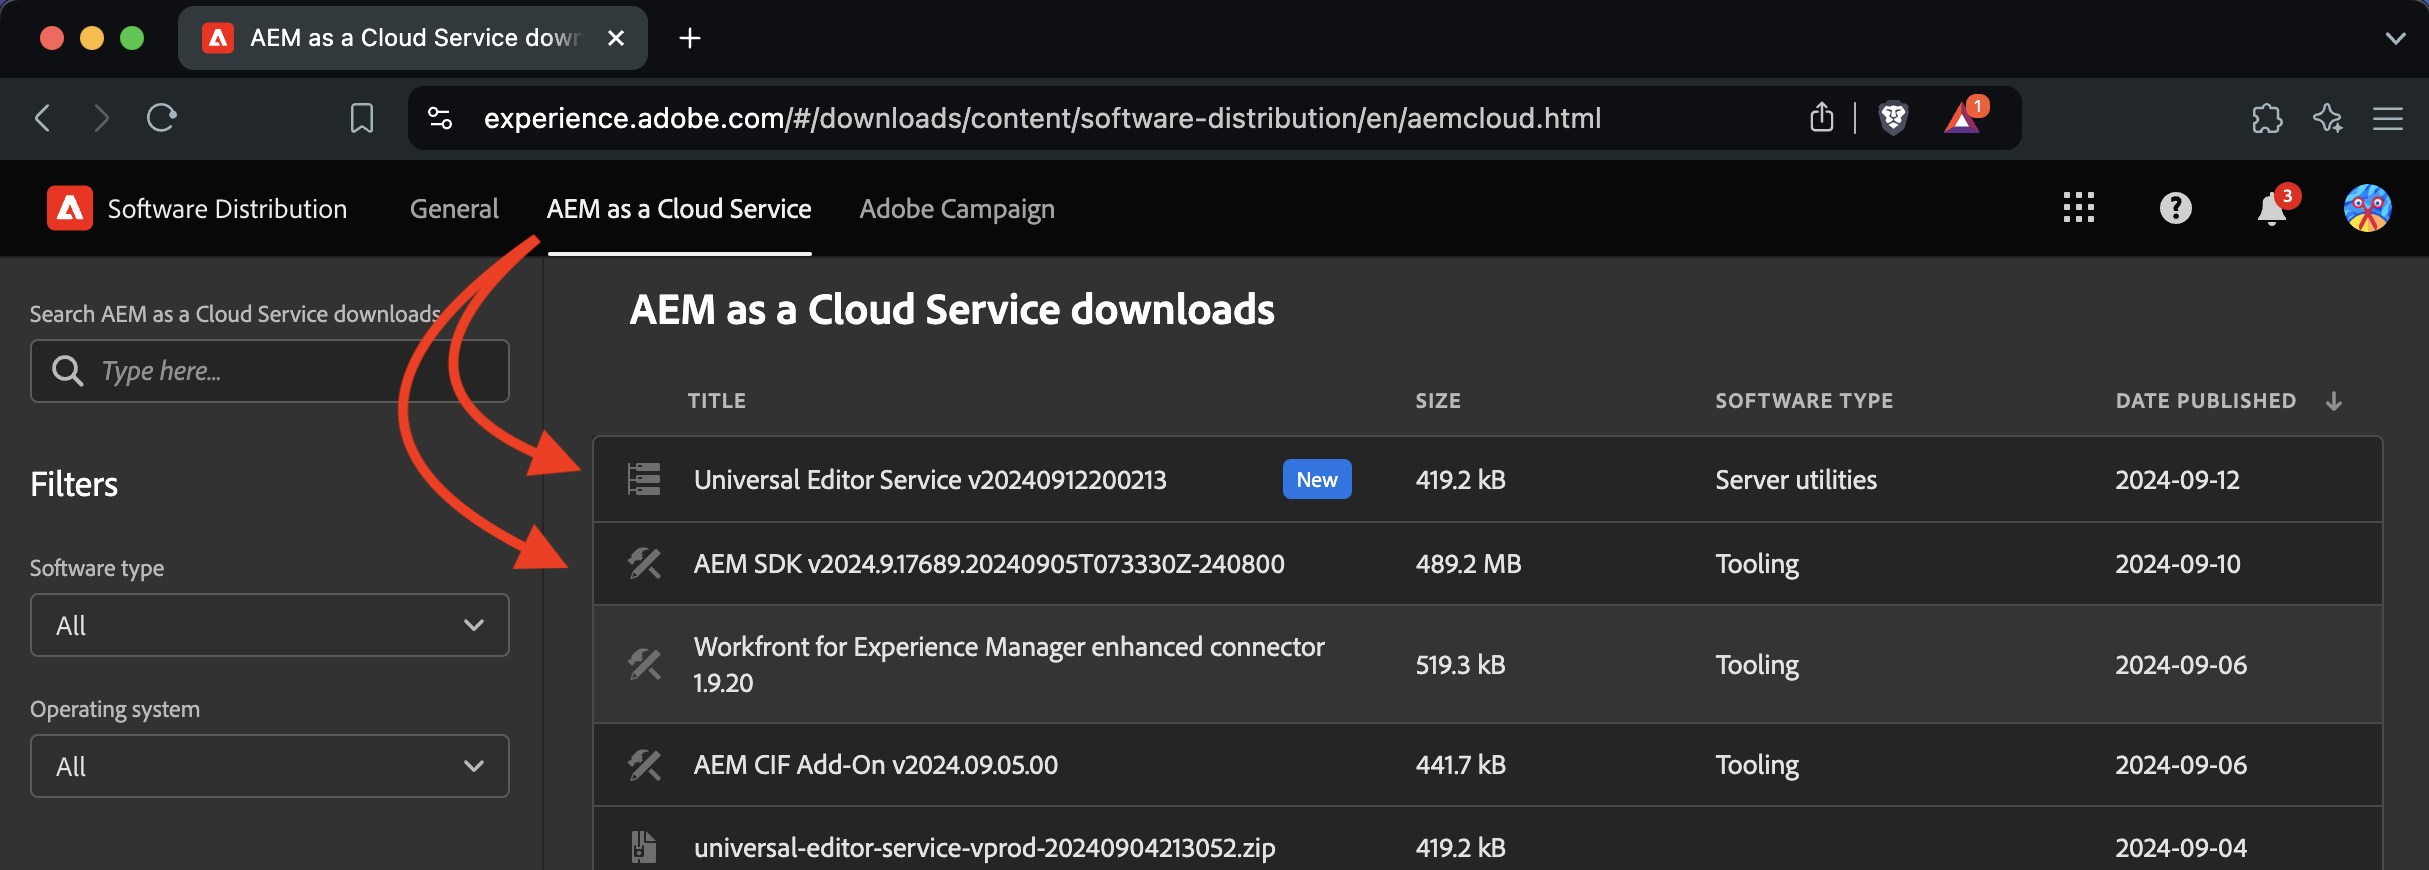 AEM as a Cloud Service down
experience.adobe.com/#/downloads/content/software-distribution/en/aemcloud.html
1
Software Distribution
General
AEM as a Cloud Service
Adobe Campaign
3
Search AEM as a Cloud Service downloads
Type here...
Filters
Software type
All
Operating system
All
AEM as a Cloud Service downloads
TITLE SIZE SOFTWARE TYPE DATE PUBLISHED
Universal Editor Service v20240912200213 New 419.2 kB Server utilities 2024-09-12
AEM SDK v2024.9.17689.20240905T073330Z-240800 489.2 MB Tooling 2024-09-10
Workfront for Experience Manager enhanced connector
1.9.20 519.3 kB Tooling 2024-09-06
AEM CIF Add-On v2024.09.05.00 441.7 kB Tooling 2024-09-06
universal-editor-service-vprod-20240904213052.zip 419.2 kB 2024-09-04